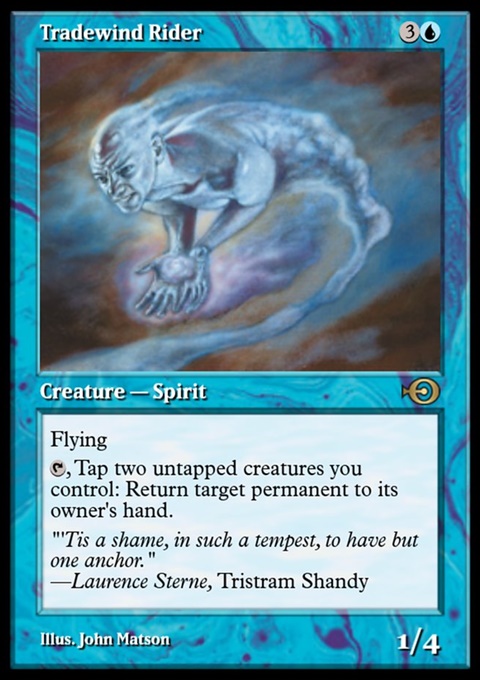 Tradewind Rider 3
Creature — Spirit
Flying
, Tap two untapped creatures you
control: Return target permanent to its
owner's hand.
"'Tis a shame, in such a tempest, to have but
one anchor."
—Laurence Sterne, Tristram Shandy
Illus. John Matson
1/4